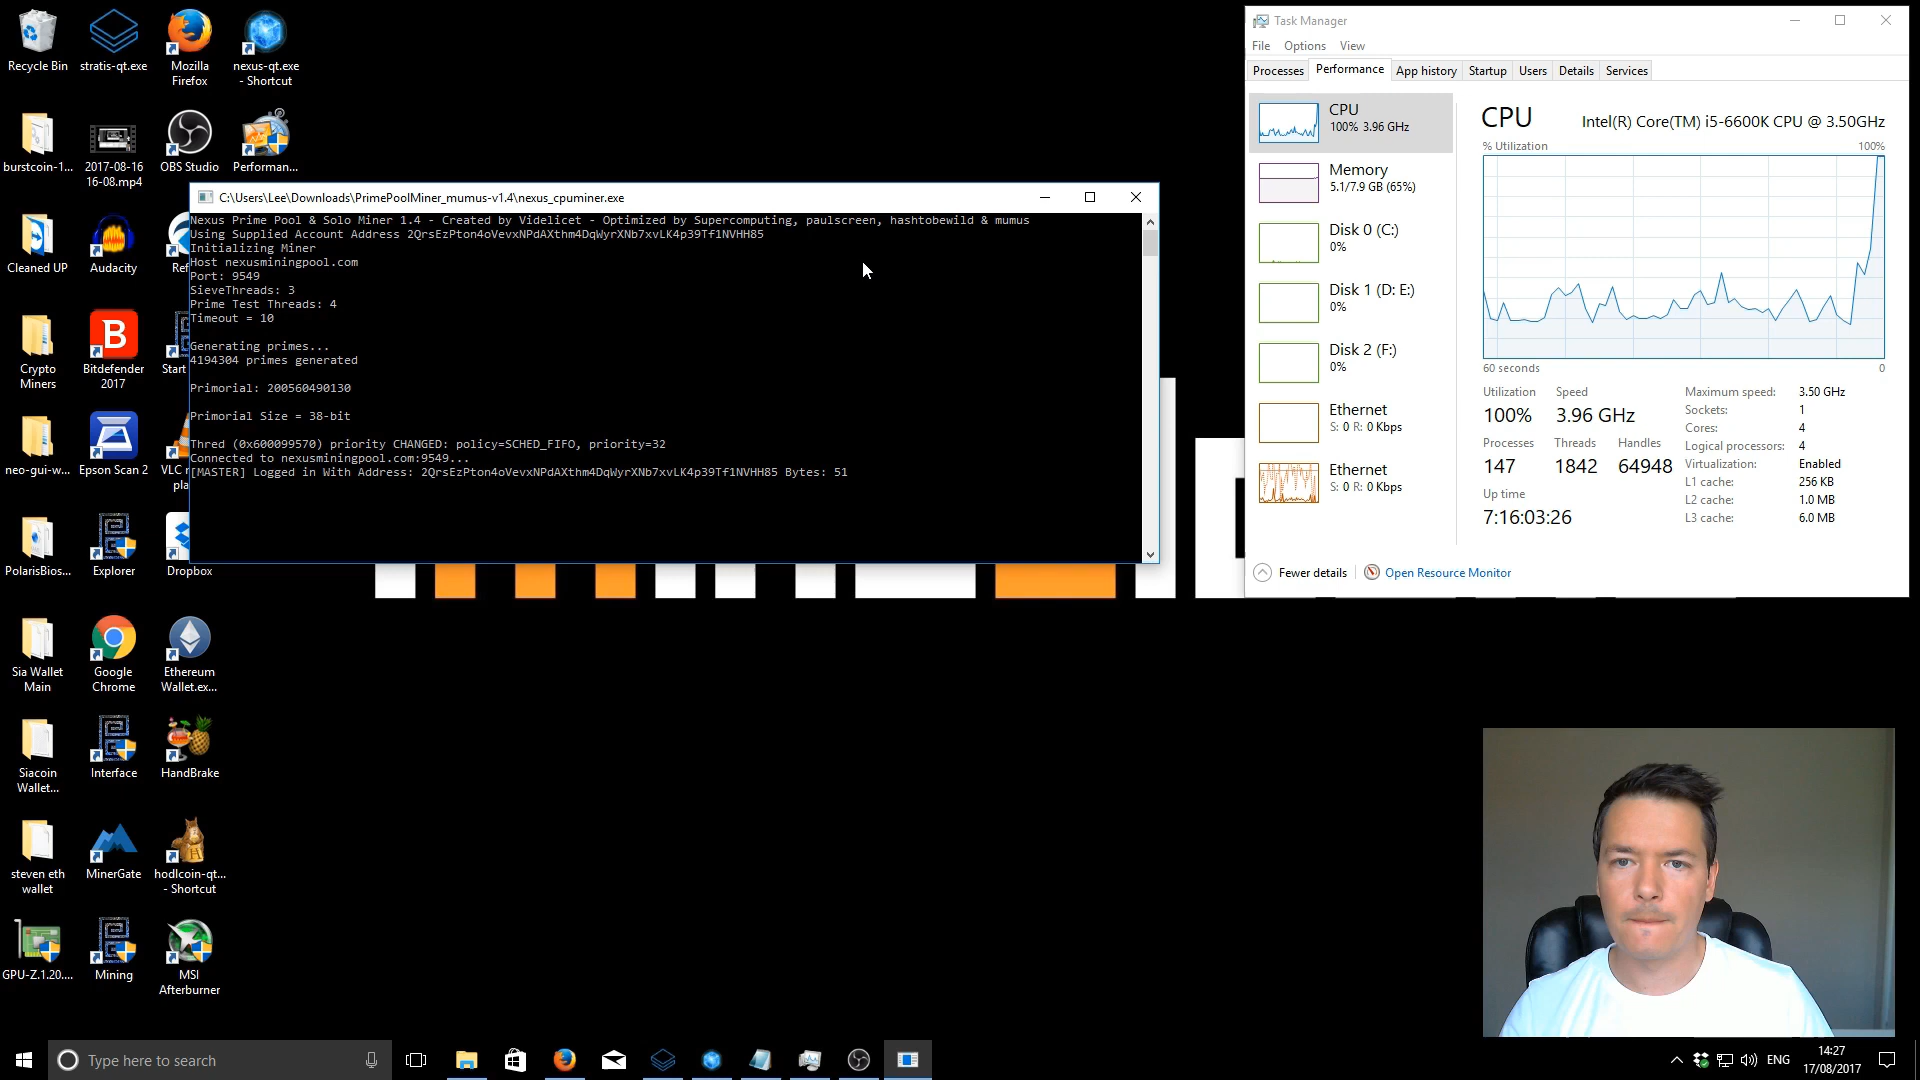 Recycle Bin
stratis-qt.exe
Mozilla
Firefox
nexus-qt.exe
- Shortcut
burstcoin-1...
2017-08-16
16-08.mp4
OBS Studio
Performan...
Cleaned UP
Audacity
Ref
Crypto
Miners
Bitdefender
2017
Start
neo-gui-w...
Epson Scan 2
VLC m
pla
PolarisBios...
Explorer
Dropbox
Sia Wallet
Main
Google
Chrome
Ethereum
Wallet.ex...
Siacoin
Wallet...
Interface
HandBrake
steven eth
wallet
MinerGate
hodlcoin-qt...
- Shortcut
GPU-Z.1.20....
Mining
MSI
Afterburner
C:\Users\Lee\Downloads\PrimePoolMiner_mumus-v1.4\nexus_cpuminer.exe
Nexus Prime Pool & Solo Miner 1.4 - Created by Videlicet - Optimized by Supercomputing, paulscreen, hashtobewild & mumus
Using Supplied Account Address 2QrsEzPton4oVevxNPdAXthm4DqWyrXNb7xvLK4p39Tf1NVHH85
Initializing Miner
Host nexusminingpool.com
Port: 9549
SieveThreads: 3
Prime Test Threads: 4
Timeout = 10
Generating primes...
4194304 primes generated
Primorial: 200560490130
Primorial Size = 38-bit
Thred (0x600099570) priority CHANGED: policy=SCHED_FIFO, priority=32
Connected to nexusminingpool.com:9549...
[MASTER] Logged in With Address: 2QrsEzPton4oVevxNPdAXthm4DqWyrXNb7xvLK4p39Tf1NVHH85 Bytes: 51
Task Manager
File Options View
Processes Performance App history Startup Users Details Services
CPU
100% 3.96 GHz
Memory
5.1/7.9 GB (65%)
Disk 0 (C:)
0%
Disk 1 (D: E:)
0%
Disk 2 (F:)
0%
Ethernet
S: 0 R: 0 Kbps
Ethernet
S: 0 R: 0 Kbps
CPU Intel(R) Core(TM) i5-6600K CPU @ 3.50GHz
% Utilization 100%
60 seconds 0
Utilization Speed
100% 3.96 GHz
Processes Threads Handles
147 1842 64948
Up time
7:16:03:26
Maximum speed: 3.50 GHz
Sockets: 1
Cores: 4
Logical processors: 4
Virtualization: Enabled
L1 cache: 256 KB
L2 cache: 1.0 MB
L3 cache: 6.0 MB
Fewer details Open Resource Monitor
Type here to search
ENG
14:27
17/08/2017